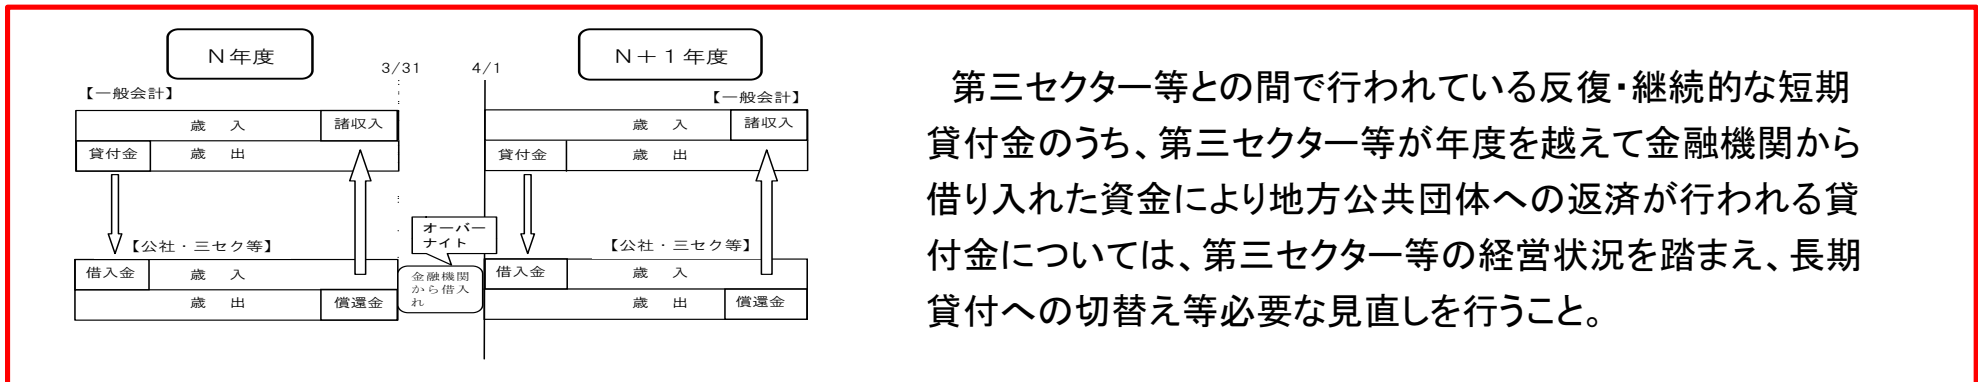 N年度
3/31
4/1
N＋1年度
【一般会計】
【一般会計】
歳 入
諸収入
歳 入
諸収入
貸付金
歳 出
貸付金
歳 出
オーバー
ナイト
【公社・三セク等】
【公社・三セク等】
借入金
歳 入
金融機関
から借入
れ
借入金
歳 入
歳 出
償還金
歳 出
償還金
第三セクター等との間で行われている反復・継続的な短期
貸付金のうち、第三セクター等が年度を越えて金融機関から
借り入れた資金により地方公共団体への返済が行われる貸
付金については、第三セクター等の経営状況を踏まえ、長期
貸付への切替え等必要な見直しを行うこと。